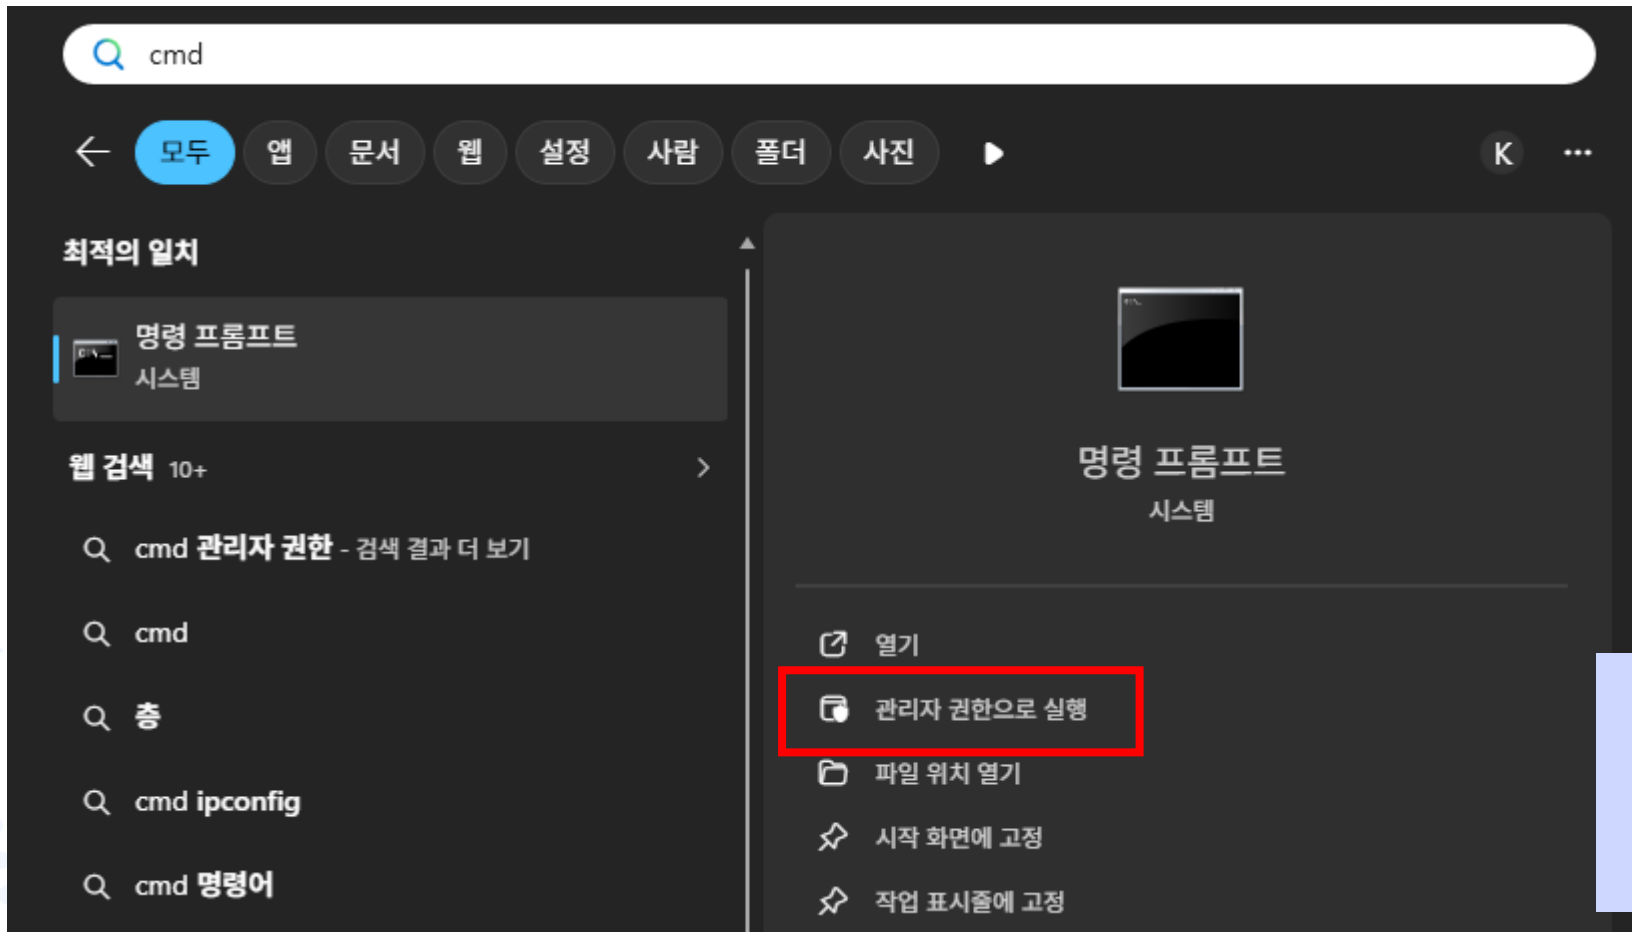 cmd
모두 앱 문서 웹 설정 사람 폴더 사진 K
최적의 일치
명령 프롬프트
시스템
웹 검색 10+
cmd 관리자 권한 - 검색 결과 더 보기
cmd
층
cmd ipconfig
cmd 명령어
명령 프롬프트
시스템
열기
관리자 권한으로 실행
파일 위치 열기
시작 화면에 고정
작업 표시줄에 고정